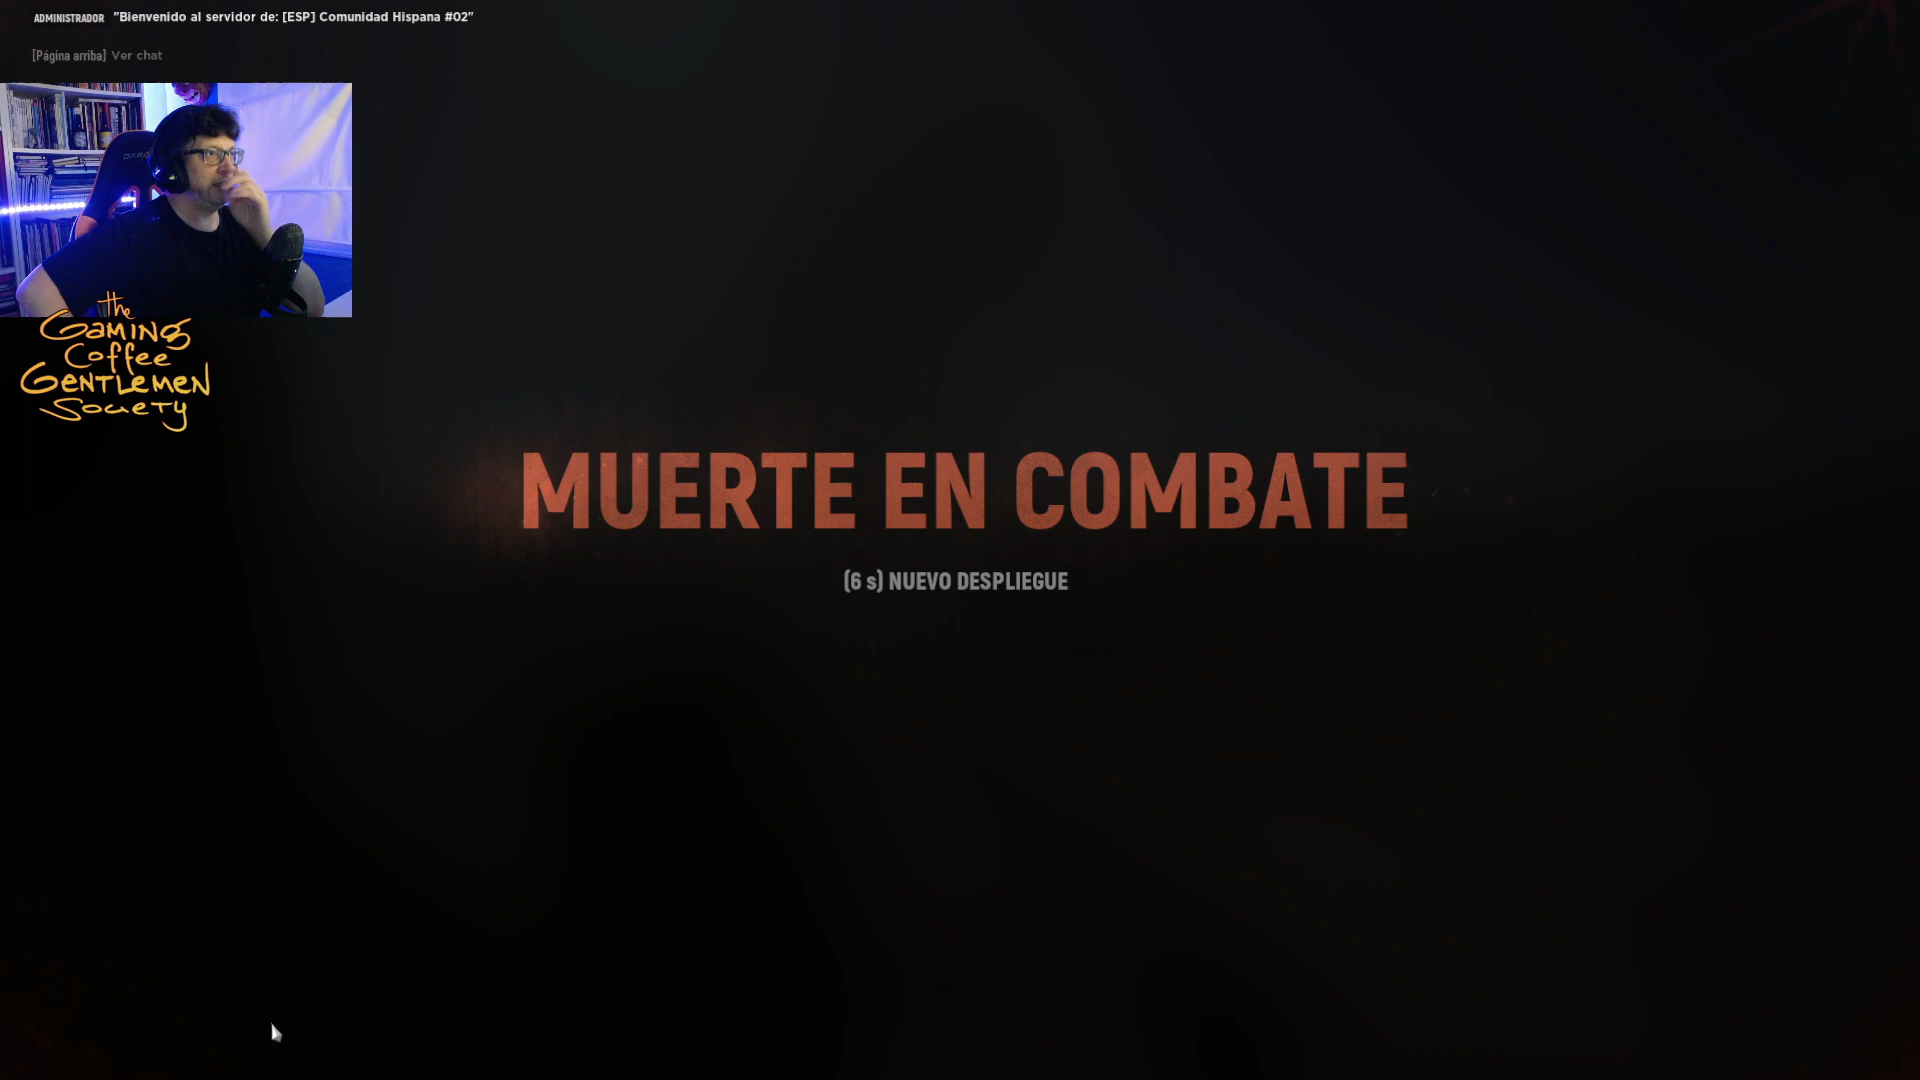 ADMINISTRADOR "Bienvenido al servidor de: [ESP] Comunidad Hispana #02"
[Página arriba] Ver chat
the
GAMING
Coffee
GENTLEMEN
Society
MUERTE EN COMBATE
(6 s) NUEVO DESPLIEGUE